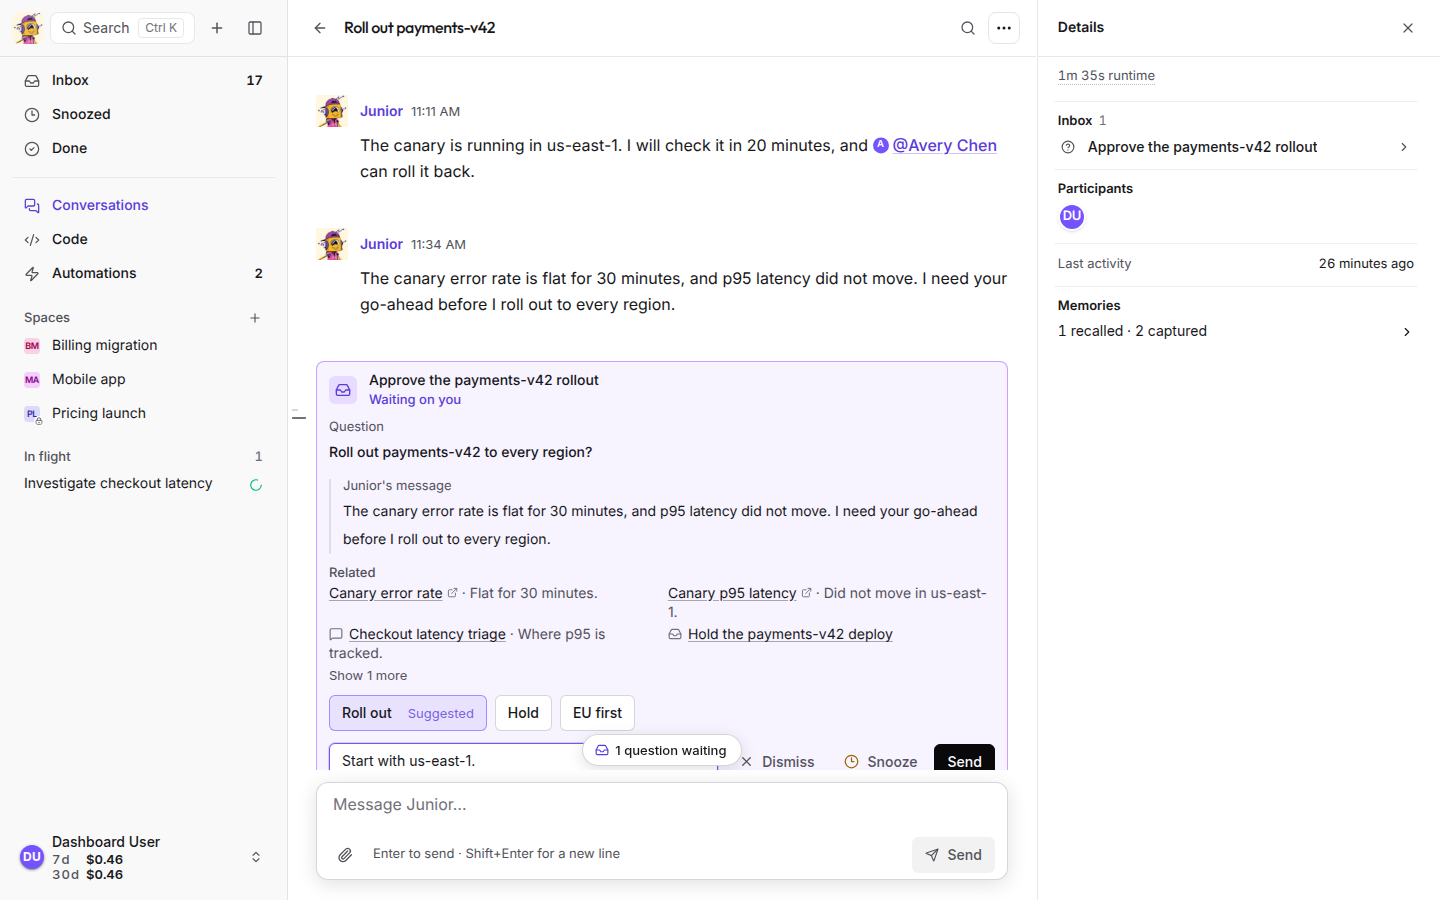 Search Ctrl K
Inbox 17
Snoozed
Done
Conversations
Code
Automations 2
Spaces
BM Billing migration
MA Mobile app
PL Pricing launch
In flight 1
Investigate checkout latency
DU Dashboard User
7d $0.46
30d $0.46
Roll out payments-v42
Junior 11:11 AM
The canary is running in us-east-1. I will check it in 20 minutes, and A @Avery Chen
can roll it back.
Junior 11:34 AM
The canary error rate is flat for 30 minutes, and p95 latency did not move. I need your
go-ahead before I roll out to every region.
Approve the payments-v42 rollout
Waiting on you
Question
Roll out payments-v42 to every region?
Junior's message
The canary error rate is flat for 30 minutes, and p95 latency did not move. I need your go-ahead
before I roll out to every region.
Related
Canary error rate · Flat for 30 minutes.
Canary p95 latency · Did not move in us-east-
1.
Checkout latency triage · Where p95 is
tracked.
Hold the payments-v42 deploy
Show 1 more
Roll out Suggested Hold EU first
1 question waiting
Start with us-east-1. Dismiss Snooze Send
Message Junior...
Enter to send · Shift+Enter for a new line Send
Details
1m 35s runtime
Inbox 1
Approve the payments-v42 rollout
Participants
DU
Last activity 26 minutes ago
Memories
1 recalled · 2 captured